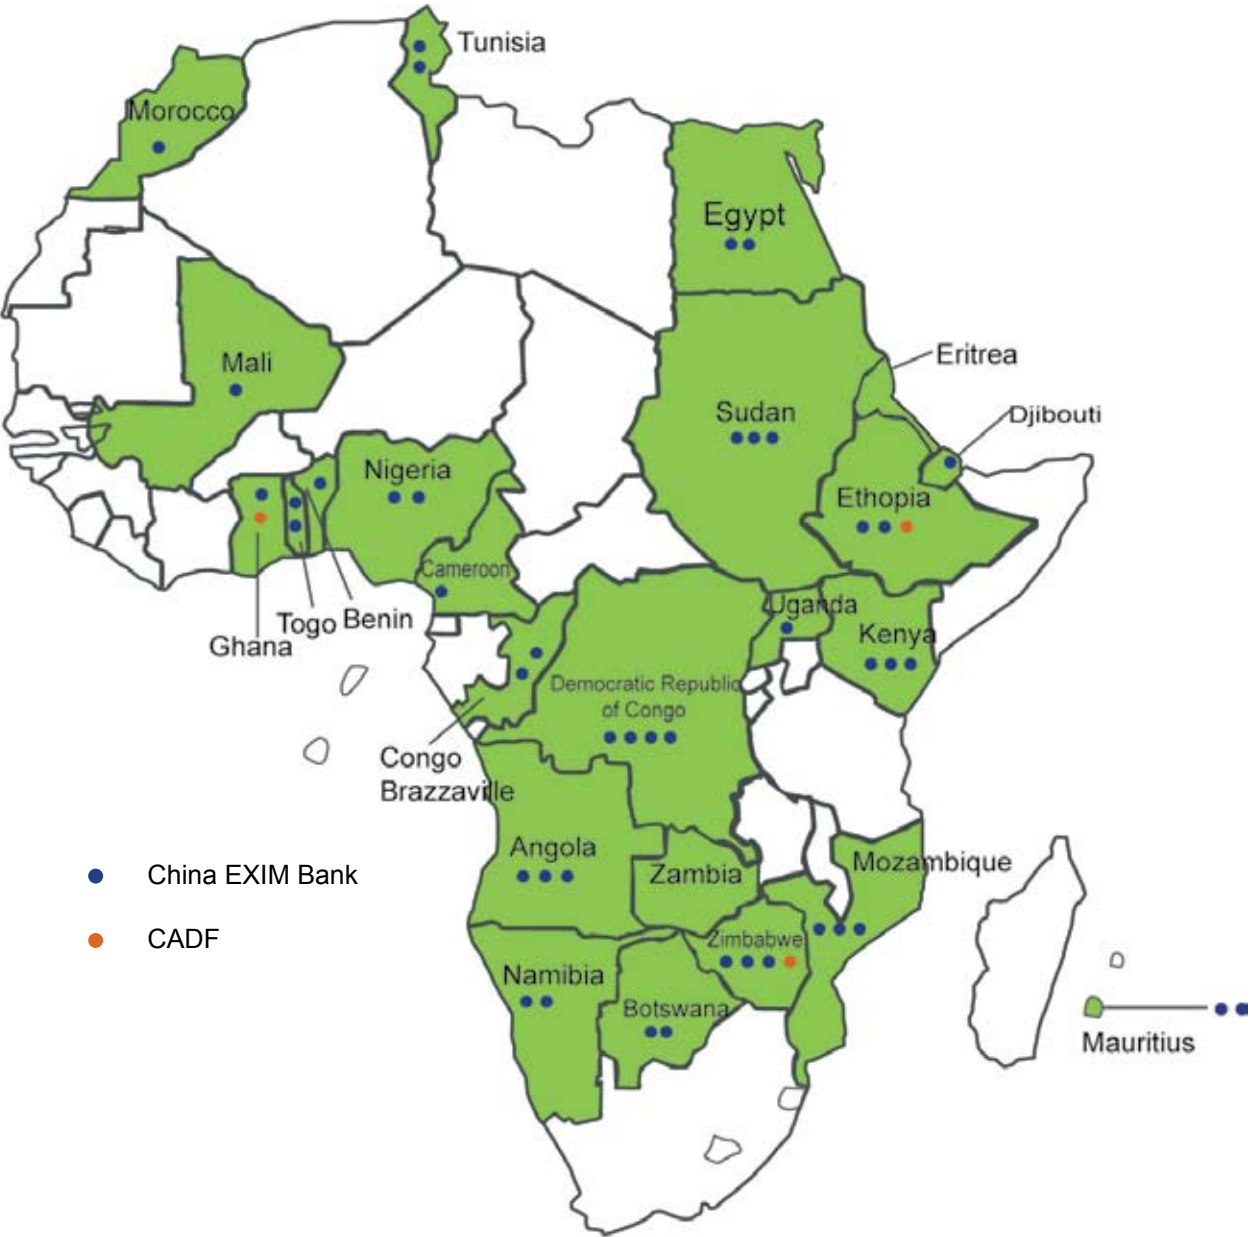 Tunisia
Morocco
Egypt
Mali
Eritrea
Sudan
Djibouti
Nigeria
Ethopia
Cameroon
Uganda
Togo
Benin
Ghana
Kenya
Democratic Republic
of Congo
Congo
Brazzaville
Angola
Zambia
Mozambique
China EXIM Bank
CADF
Zimbabwe
Namibia
Botswana
Mauritius